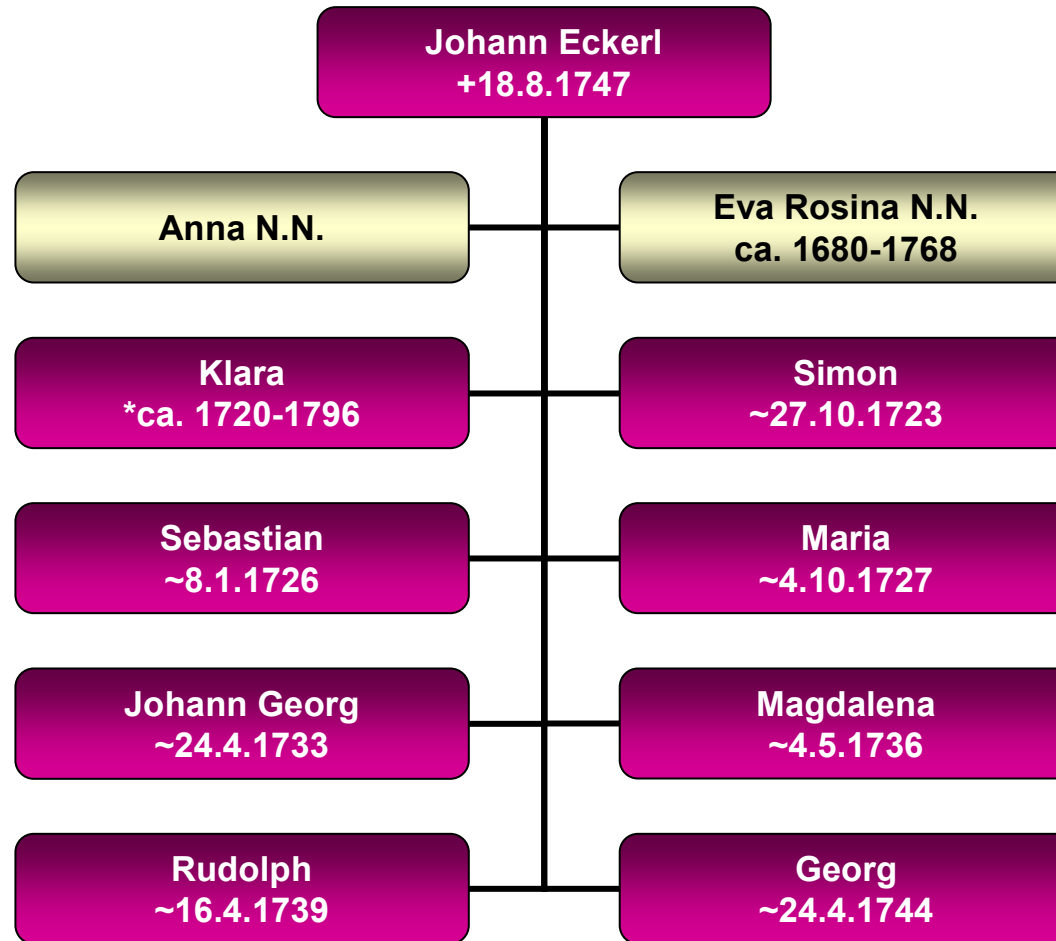 Johann Eckerl
+18.8.1747
Anna N.N.
Eva Rosina N.N.
ca. 1680-1768
Klara
*ca. 1720-1796
Simon
~27.10.1723
Sebastian
~8.1.1726
Maria
~4.10.1727
Johann Georg
~24.4.1733
Magdalena
~4.5.1736
Rudolph
~16.4.1739
Georg
~24.4.1744